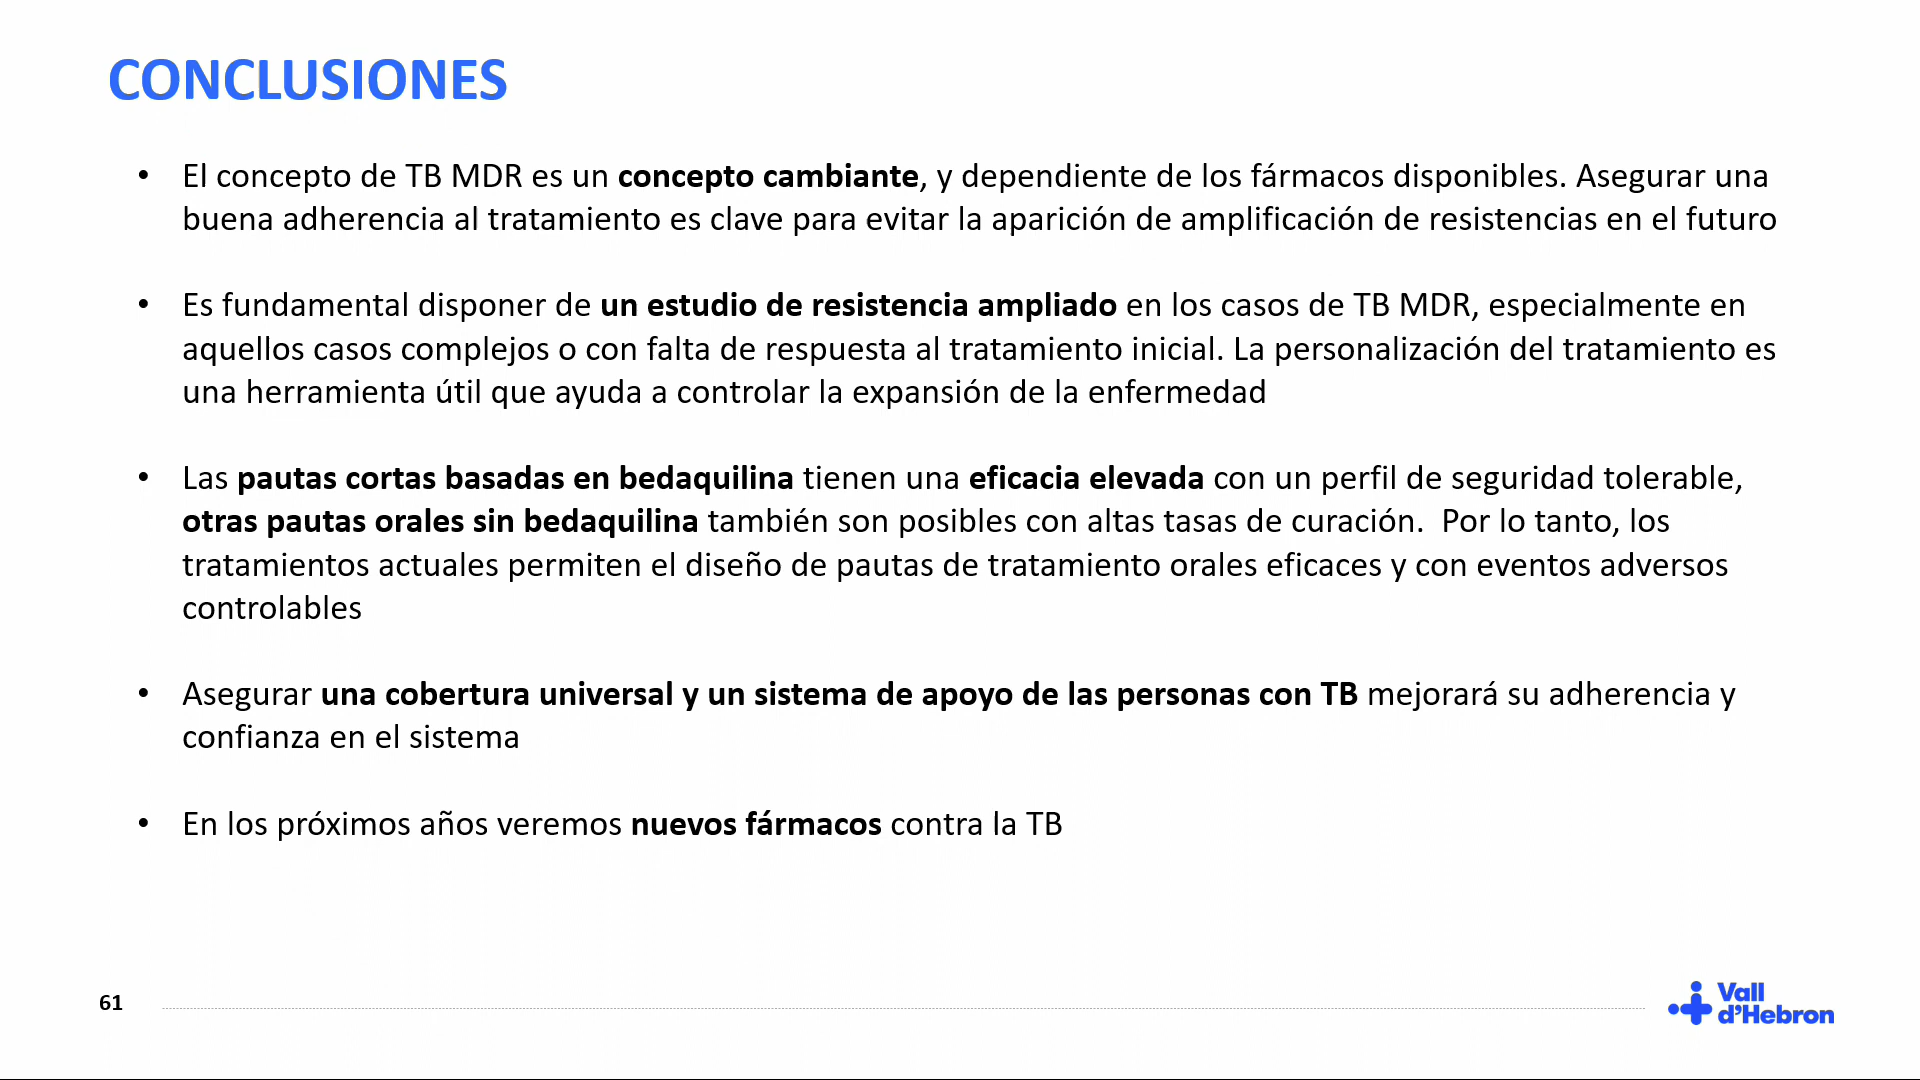 CONCLUSIONES
• El concepto de TB MDR es un concepto cambiante, y dependiente de los fármacos disponibles. Asegurar una
buena adherencia al tratamiento es clave para evitar la aparición de amplificación de resistencias en el futuro
• Es fundamental disponer de un estudio de resistencia ampliado en los casos de TB MDR, especialmente en
aquellos casos complejos o con falta de respuesta al tratamiento inicial. La personalización del tratamiento es
una herramienta útil que ayuda a controlar la expansión de la enfermedad
• Las pautas cortas basadas en bedaquilina tienen una eficacia elevada con un perfil de seguridad tolerable,
otras pautas orales sin bedaquilina también son posibles con altas tasas de curación.  Por lo tanto, los
tratamientos actuales permiten el diseño de pautas de tratamiento orales eficaces y con eventos adversos
controlables
• Asegurar una cobertura universal y un sistema de apoyo de las personas con TB mejorará su adherencia y
confianza en el sistema
• En los próximos años veremos nuevos fármacos contra la TB
61
Vall
d'Hebron